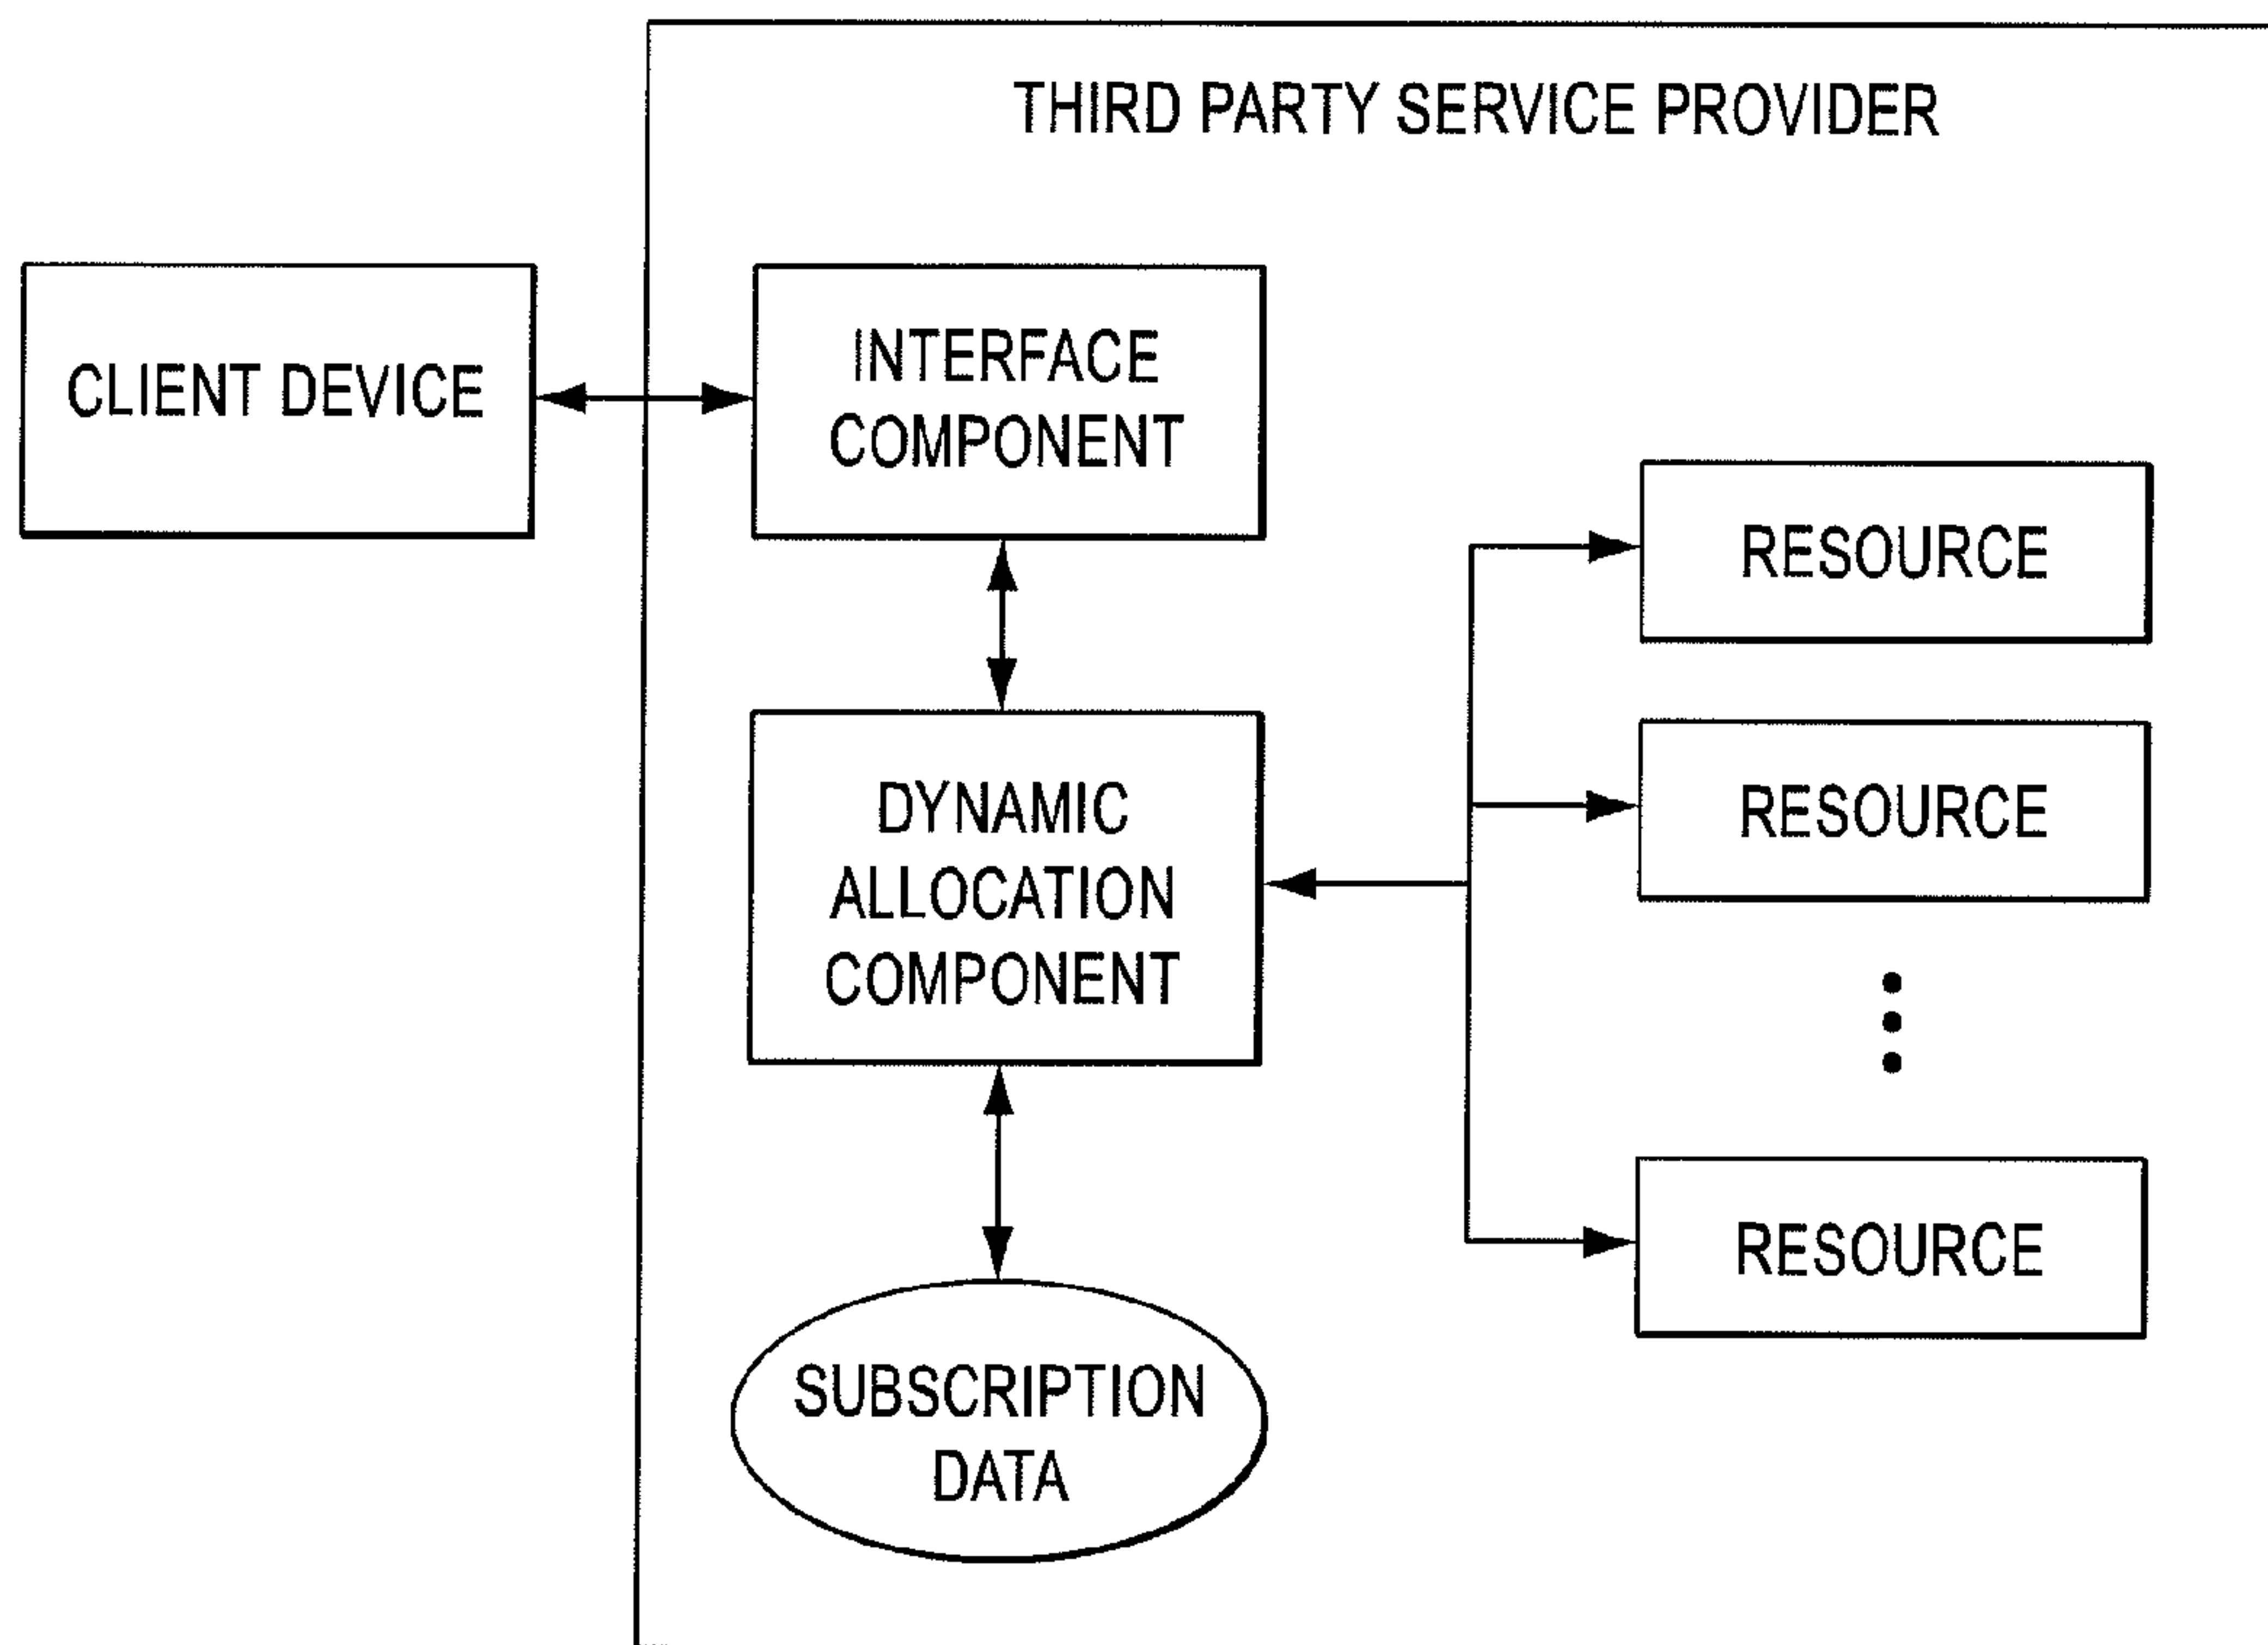 THIRD PARTY SERVICE PROVIDER
CLIENT DEVICE
INTERFACE
COMPONENT
RESOURCE
RESOURCE
DYNAMIC
ALLOCATION
COMPONENT
RESOURCE
SUBSCRIPTION
DATA